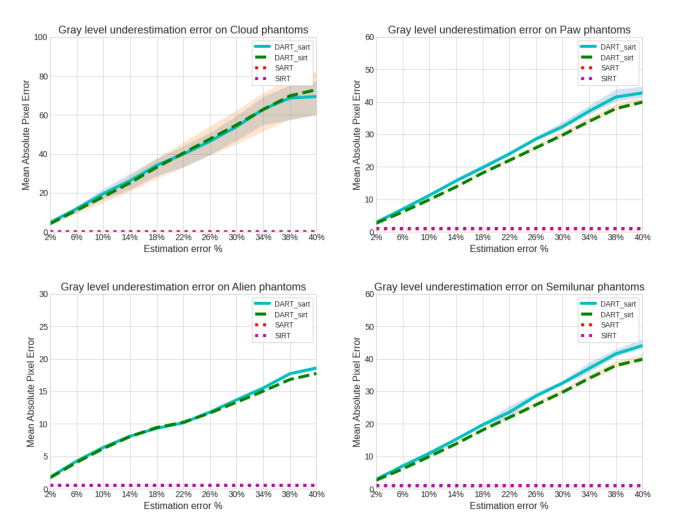 Gray level underestimation error on Cloud phantoms
Mean Absolute Pixel Error
100
80
60
40
20
0
DART_sart
DART_sirt
SART
SIRT
2% 6% 10% 14% 18% 22% 26% 30% 34% 38% 40%
Estimation error %
Gray level underestimation error on Paw phantoms
Mean Absolute Pixel Error
60
50
40
30
20
10
0
DART_sart
DART_sirt
SART
SIRT
2% 6% 10% 14% 18% 22% 26% 30% 34% 38% 40%
Estimation error %
Gray level underestimation error on Alien phantoms
Mean Absolute Pixel Error
30
25
20
15
10
5
0
DART_sart
DART_sirt
SART
SIRT
2% 6% 10% 14% 18% 22% 26% 30% 34% 38% 40%
Estimation error %
Gray level underestimation error on Semilunar phantoms
Mean Absolute Pixel Error
60
50
40
30
20
10
0
DART_sart
DART_sirt
SART
SIRT
2% 6% 10% 14% 18% 22% 26% 30% 34% 38% 40%
Estimation error %